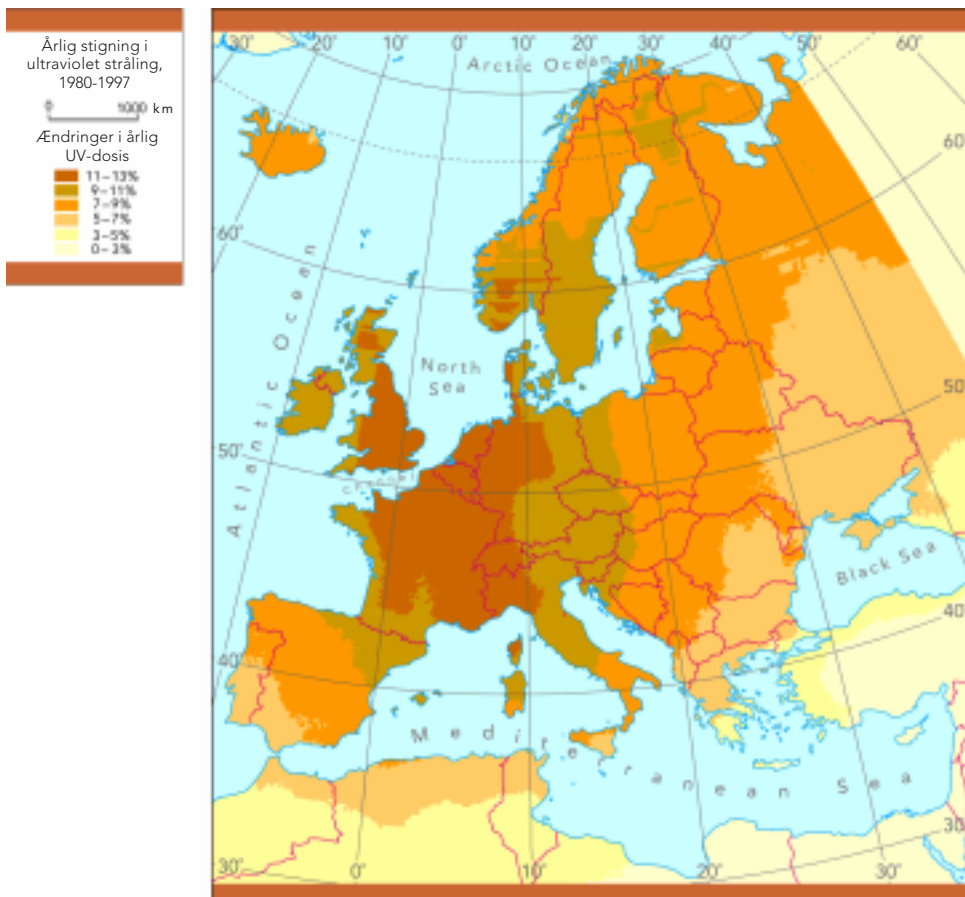 Årlig stigning i
ultraviolet stråling,
1980-1997
0 1000 km
Ændringer i årlig
UV-dosis
11–13%
9–11%
7–9%
5–7%
3–5%
0–3%
30° 20° 10° 0° 10° 20° 30° 40° 50° 60°
Arctic Ocean
60°
60°
Atlantic Ocean
North
Sea
50°
50°
Channel
Black Sea
40°
40°
Mediterranean Sea
30°
30°
0° 10° 20° 30°